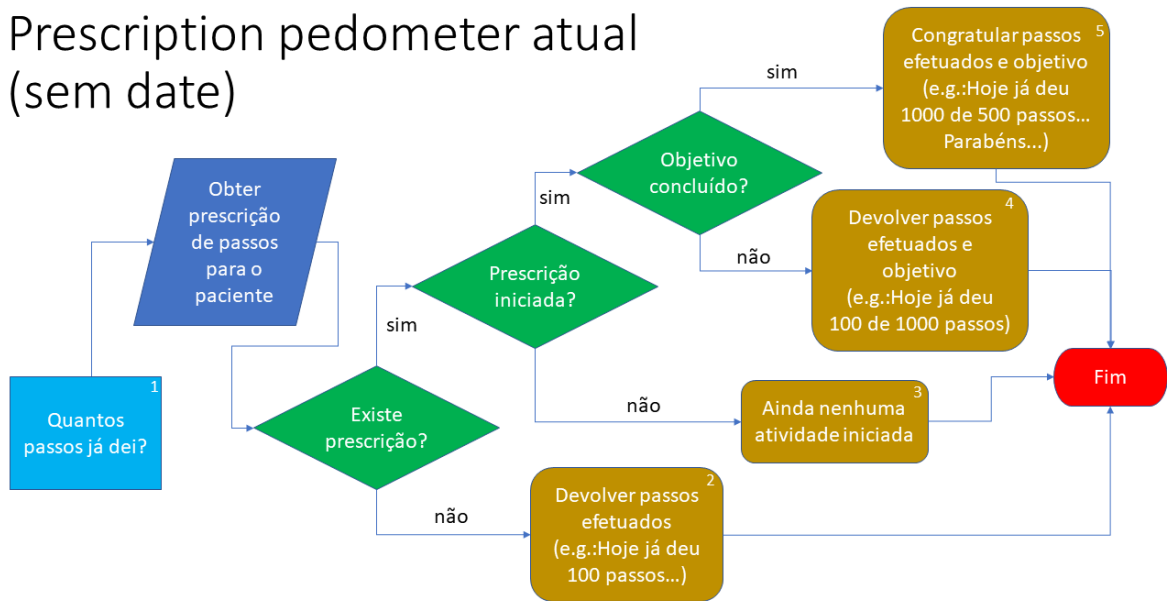 Prescription pedometer atual
(sem date)
1
Quantos
passos já dei?
Obter
prescrição
de passos
para o
paciente
Existe
prescrição?
sim
não
2
Devolver passos
efetuados
(e.g.:Hoje já deu
100 passos...)
Prescrição
iniciada?
sim
não
3
Ainda nenhuma
atividade iniciada
Objetivo
concluído?
sim
não
4
Devolver passos
efetuados e
objetivo
(e.g.:Hoje já deu
100 de 1000 passos)
5
Congratular passos
efetuados e objetivo
(e.g.:Hoje já deu
1000 de 500 passos...
Parabéns...)
Fim